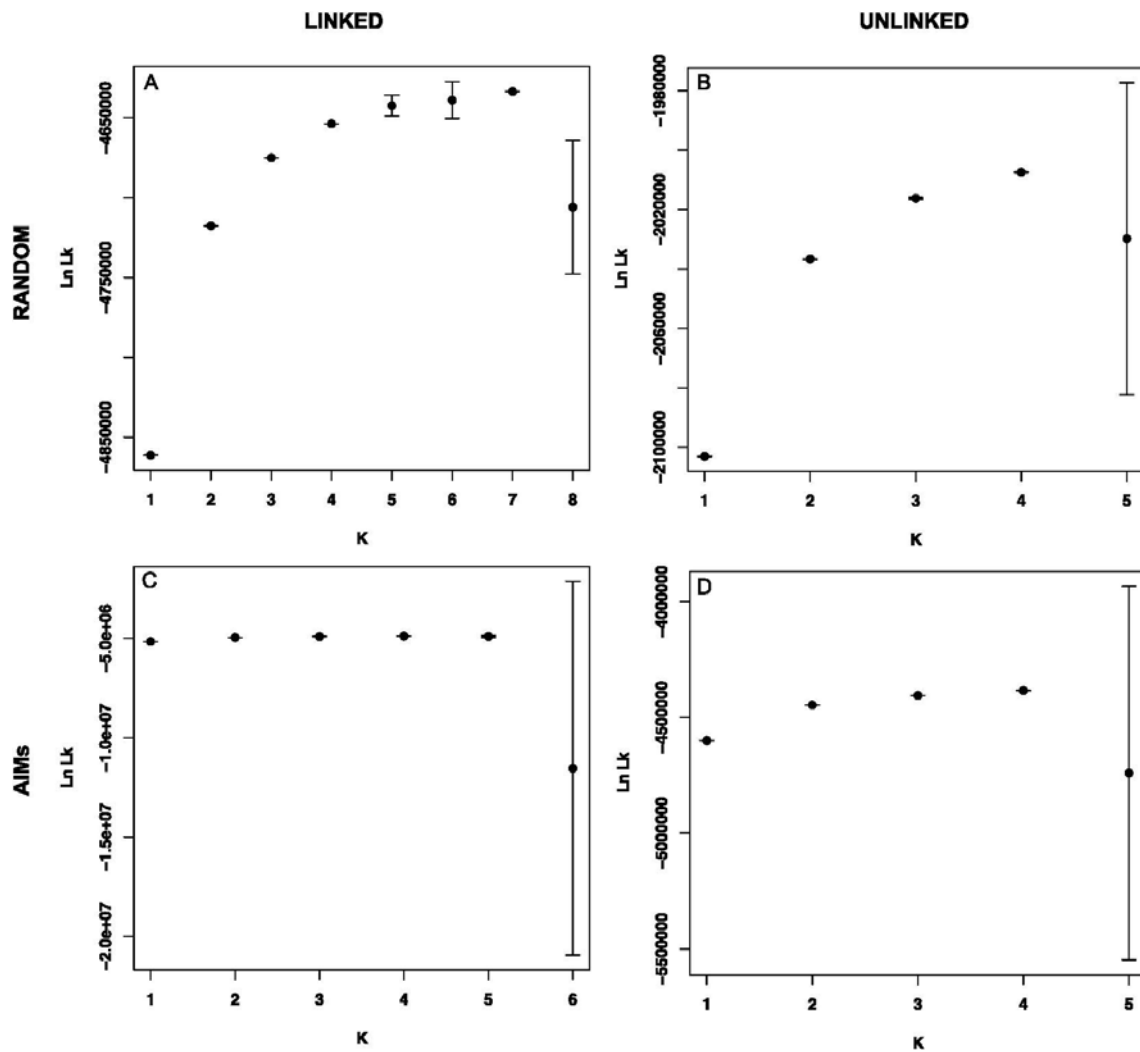 LINKED
UNLINKED
RANDOM
AIMs
A
Ln Lk
-4650000
-4750000
-4850000
1 2 3 4 5 6 7 8
K
B
Ln Lk
-1980000
-2020000
-2060000
-2100000
1 2 3 4 5
K
C
Ln Lk
-5.0e+06
-1.0e+07
-1.5e+07
-2.0e+07
1 2 3 4 5 6
K
D
Ln Lk
-4000000
-4500000
-5000000
-5500000
1 2 3 4 5
K